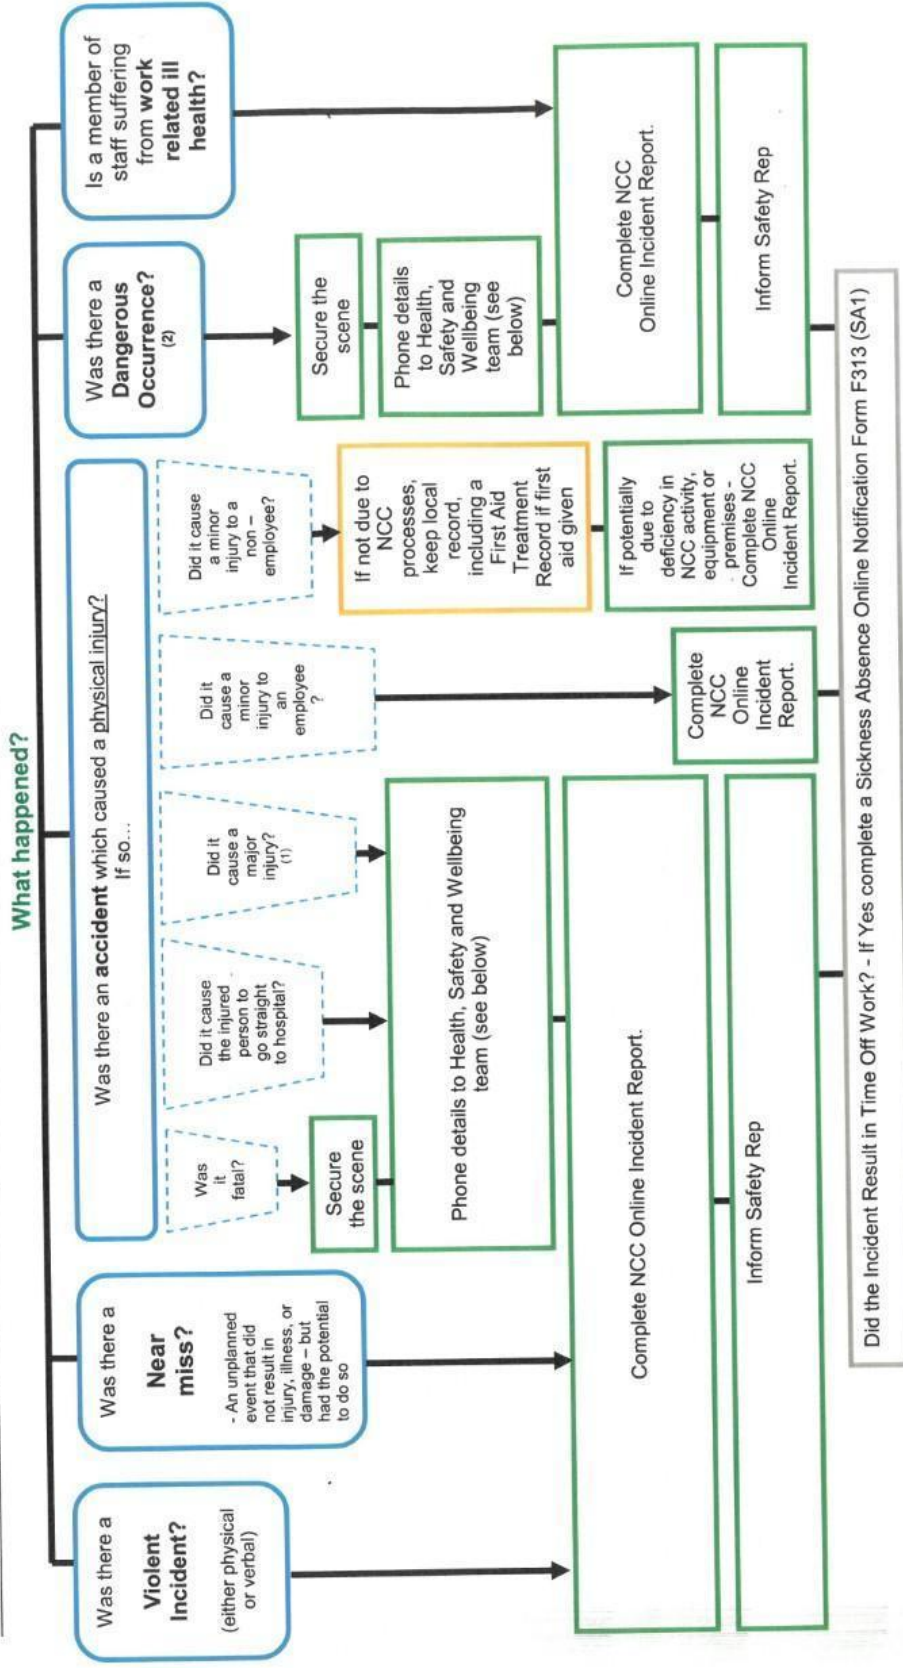 What happened?
Was there a
Violent
Incident?
(either physical
or verbal)
Was there a
Near
miss?
- An unplanned
event that did
not result in
injury, illness, or
damage – but
had the potential
to do so
Was there an accident which caused a physical injury?
If so...
Was
it
fatal?
Did it cause
the injured
person to
go straight
to hospital?
Did it
cause a
major
injury?
(1)
Did it
cause a
minor
injury to
an
employee
?
Did it cause
a minor
injury to a
non –
employee?
Was there a
Dangerous
Occurrence?
(2)
Is a member of
staff suffering
from work
related ill
health?
Secure
the scene
Phone details to Health, Safety and Wellbeing
team (see below)
Complete NCC Online Incident Report.
Inform Safety Rep
Complete
NCC
Online
Incident
Report.
If not due to
NCC
processes,
keep local
record,
including a
First Aid
Treatment
Record if first
aid given
If potentially
due to
deficiency in
NCC activity,
equipment or
premises -
Complete NCC
Online
Incident Report.
Secure the
scene
Phone details
to Health,
Safety and
Wellbeing
team (see
below)
Complete NCC
Online Incident Report.
Inform Safety Rep
Did the Incident Result in Time Off Work? - If Yes complete a Sickness Absence Online Notification Form F313 (SA1)